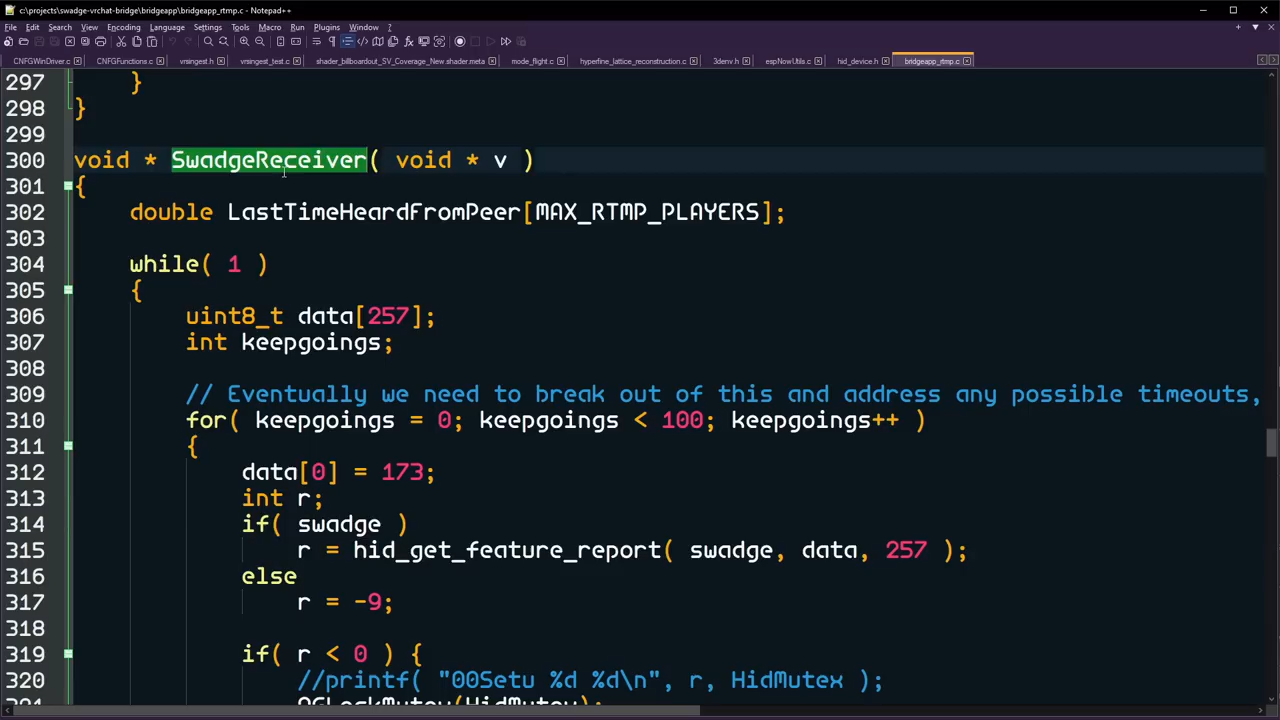 c:\projects\swadge-vrchat-bridge\bridgeapp\bridgeapp_rtmp.c - Notepad++
File Edit Search View Encoding Language Settings Tools Macro Run Plugins Window ?
CNFGWinDriver.c CNFGFunctions.c vrsingest.h vrsingest_test.c shader_billboardout_SV_Coverage_New.shader.meta mode_flight.c hyperfine_lattice_reconstruction.c 3denv.h espNowUtils.c hid_device.h bridgeapp_rtmp.c
297 }
298 }
299
300 void * SwadgeReceiver( void * v )
301 {
302 double LastTimeHeardFromPeer[MAX_RTMP_PLAYERS];
303
304 while( 1 )
305 {
306 uint8_t data[257];
307 int keepgoings;
308
309 // Eventually we need to break out of this and address any possible timeouts,
310 for( keepgoings = 0; keepgoings < 100; keepgoings++ )
311 {
312 data[0] = 173;
313 int r;
314 if( swadge )
315 r = hid_get_feature_report( swadge, data, 257 );
316 else
317 r = -9;
318
319 if( r < 0 ) {
320 //printf( "00Setu %d %d\n", r, HidMutex );
321 OGLockMutex(HidMutex);